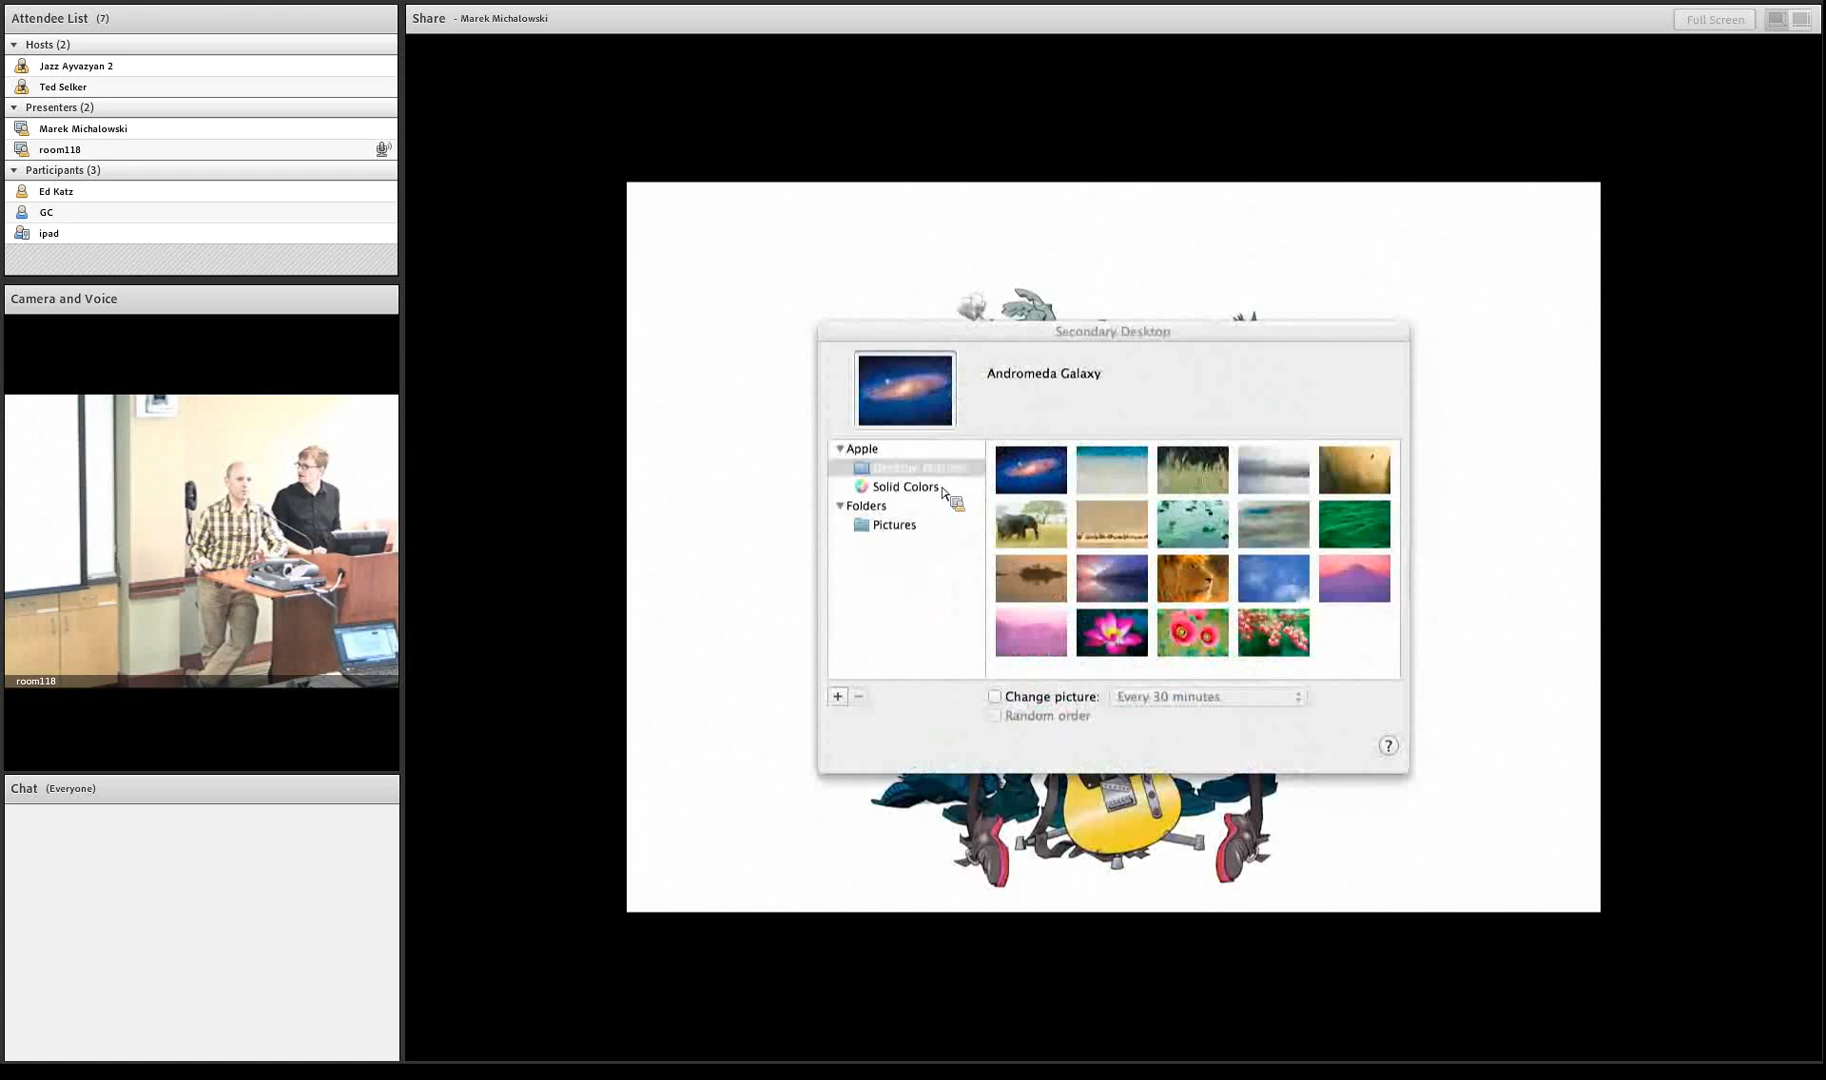 Attendee List (7)
Hosts (2)
Jazz Ayvazyan 2
Ted Selker
Presenters (2)
Marek Michalowski
room118
Participants (3)
Ed Katz
GC
ipad
Camera and Voice
room118
Chat (Everyone)
Share - Marek Michalowski
Full Screen
Secondary Desktop
Andromeda Galaxy
Apple
Desktop Pictures
Solid Colors
Folders
Pictures
+ −
Change picture: Every 30 minutes
Random order
?